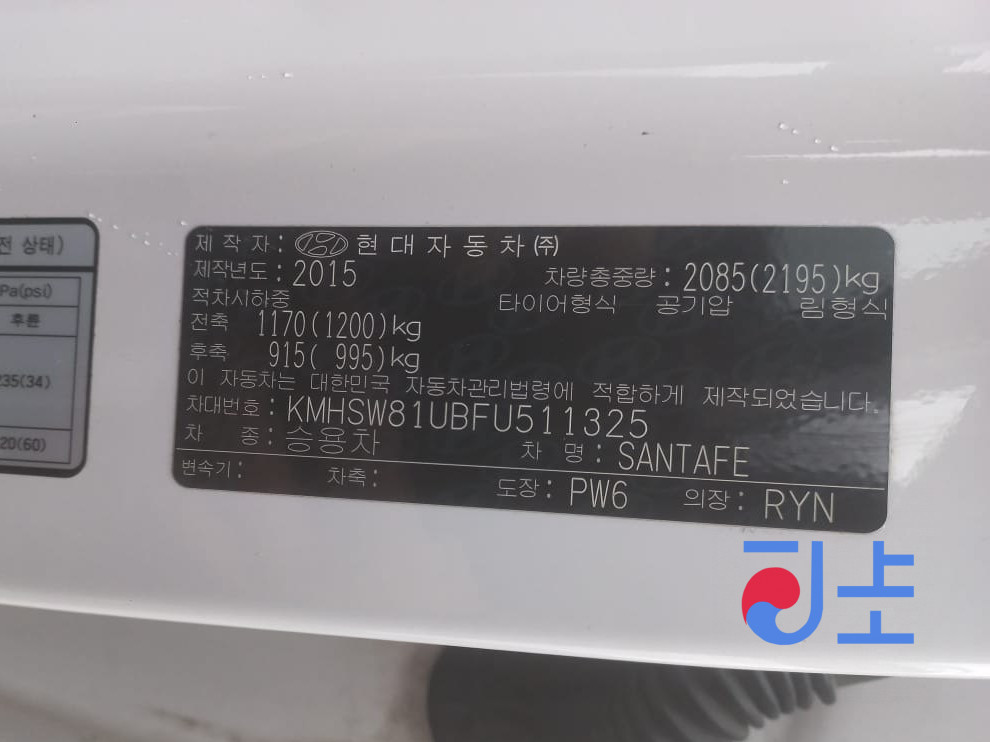 전 상태)
Pa(psi)
후륜
235(34)
20(60)
제 작 자 : 현 대 자 동 차 ㈜
제작년도 : 2015 차량총중량 : 2085(2195)kg
적차시하중 타이어형식 공기압 림형식
전축 1170(1200)kg
후축 915( 995)kg
이 자동차는 대한민국 자동차관리법령에 적합하게 제작되었습니다.
차대번호 : KMHSW81UBFU511325
차 종 : 승용차 차 명 : SANTAFE
변속기 : 차축 : 도장 : PW6 의장 : RYN